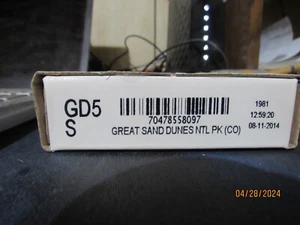 GD5
S
70478558097
GREAT SAND DUNES NTL PK (CO)
1981
12:59:20
08-11-2014
04/28/2024